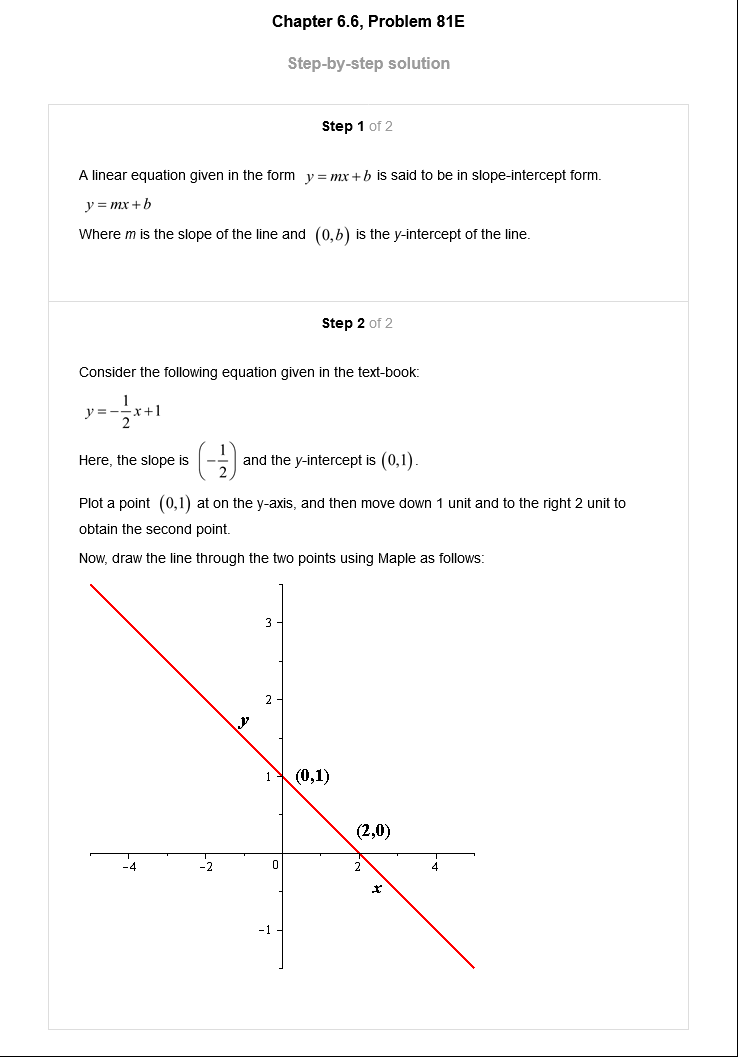 Chapter 6.6, Problem 81E
Step-by-step solution
Step 1 of 2
A linear equation given in the form y = mx + b is said to be in slope-intercept form.
y = mx + b
Where m is the slope of the line and (0,b) is the y-intercept of the line.
Step 2 of 2
Consider the following equation given in the text-book:
y = -1/2 x + 1
Here, the slope is (-1/2) and the y-intercept is (0,1).
Plot a point (0,1) at on the y-axis, and then move down 1 unit and to the right 2 unit to
obtain the second point.
Now, draw the line through the two points using Maple as follows:
3
2
y
1 (0,1)
(2,0)
-4 -2 0 2 4
x
-1